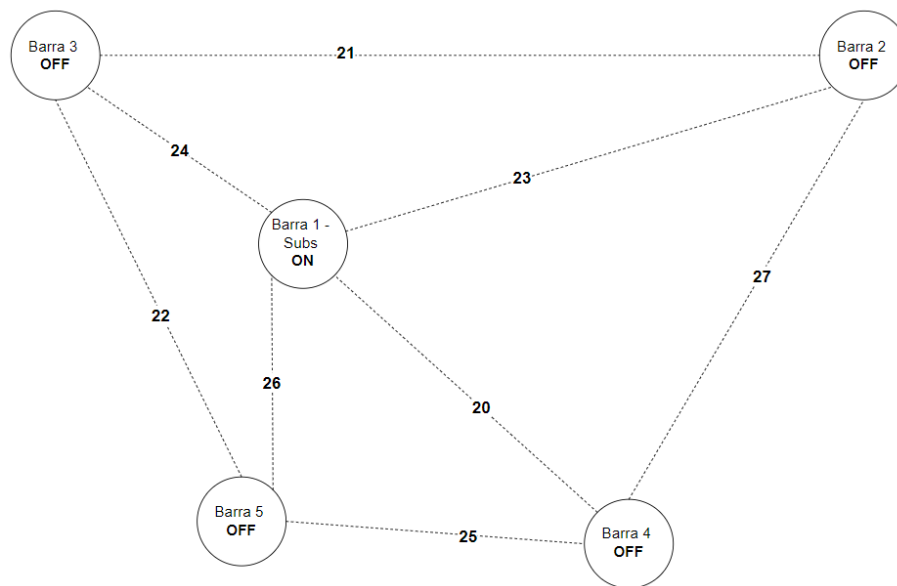 Barra 3
OFF
21
Barra 2
OFF
24
23
Barra 1 -
Subs
ON
27
22
26
20
Barra 5
OFF
25
Barra 4
OFF